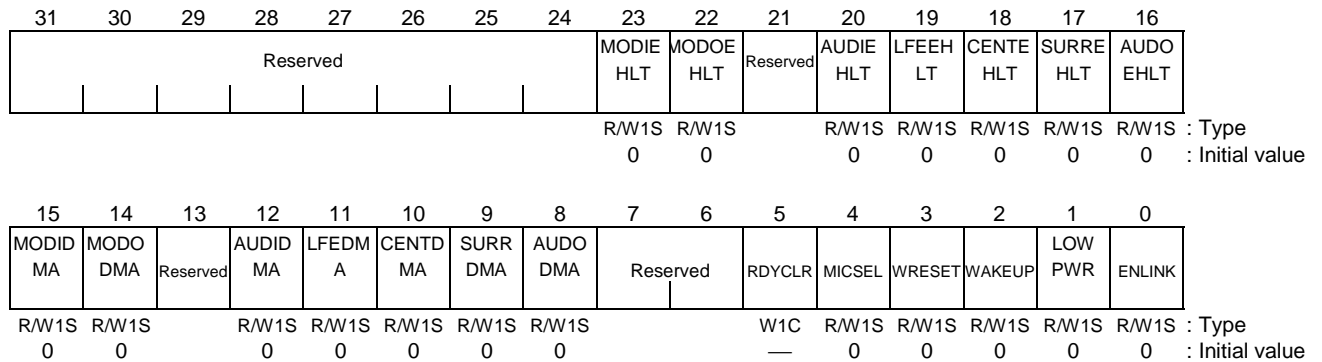 31 30 29 28 27 26 25 24 23 22 21 20 19 18 17 16
Reserved MODIE HLT MODOE HLT Reserved AUDIE HLT LFEEH LT CENTE HLT SURRE HLT AUDO EHLT
R/W1S R/W1S R/W1S R/W1S R/W1S R/W1S R/W1S : Type
0 0 0 0 0 0 0 : Initial value
15 14 13 12 11 10 9 8 7 6 5 4 3 2 1 0
MODID MA MODO DMA Reserved AUDID MA LFEDM A CENTD MA SURR DMA AUDO DMA Reserved RDYCLR MICSEL WRESET WAKEUP LOW PWR ENLINK
R/W1S R/W1S R/W1S R/W1S R/W1S R/W1S R/W1S W1C R/W1S R/W1S R/W1S R/W1S R/W1S : Type
0 0 0 0 0 0 0 — 0 0 0 0 0 : Initial value